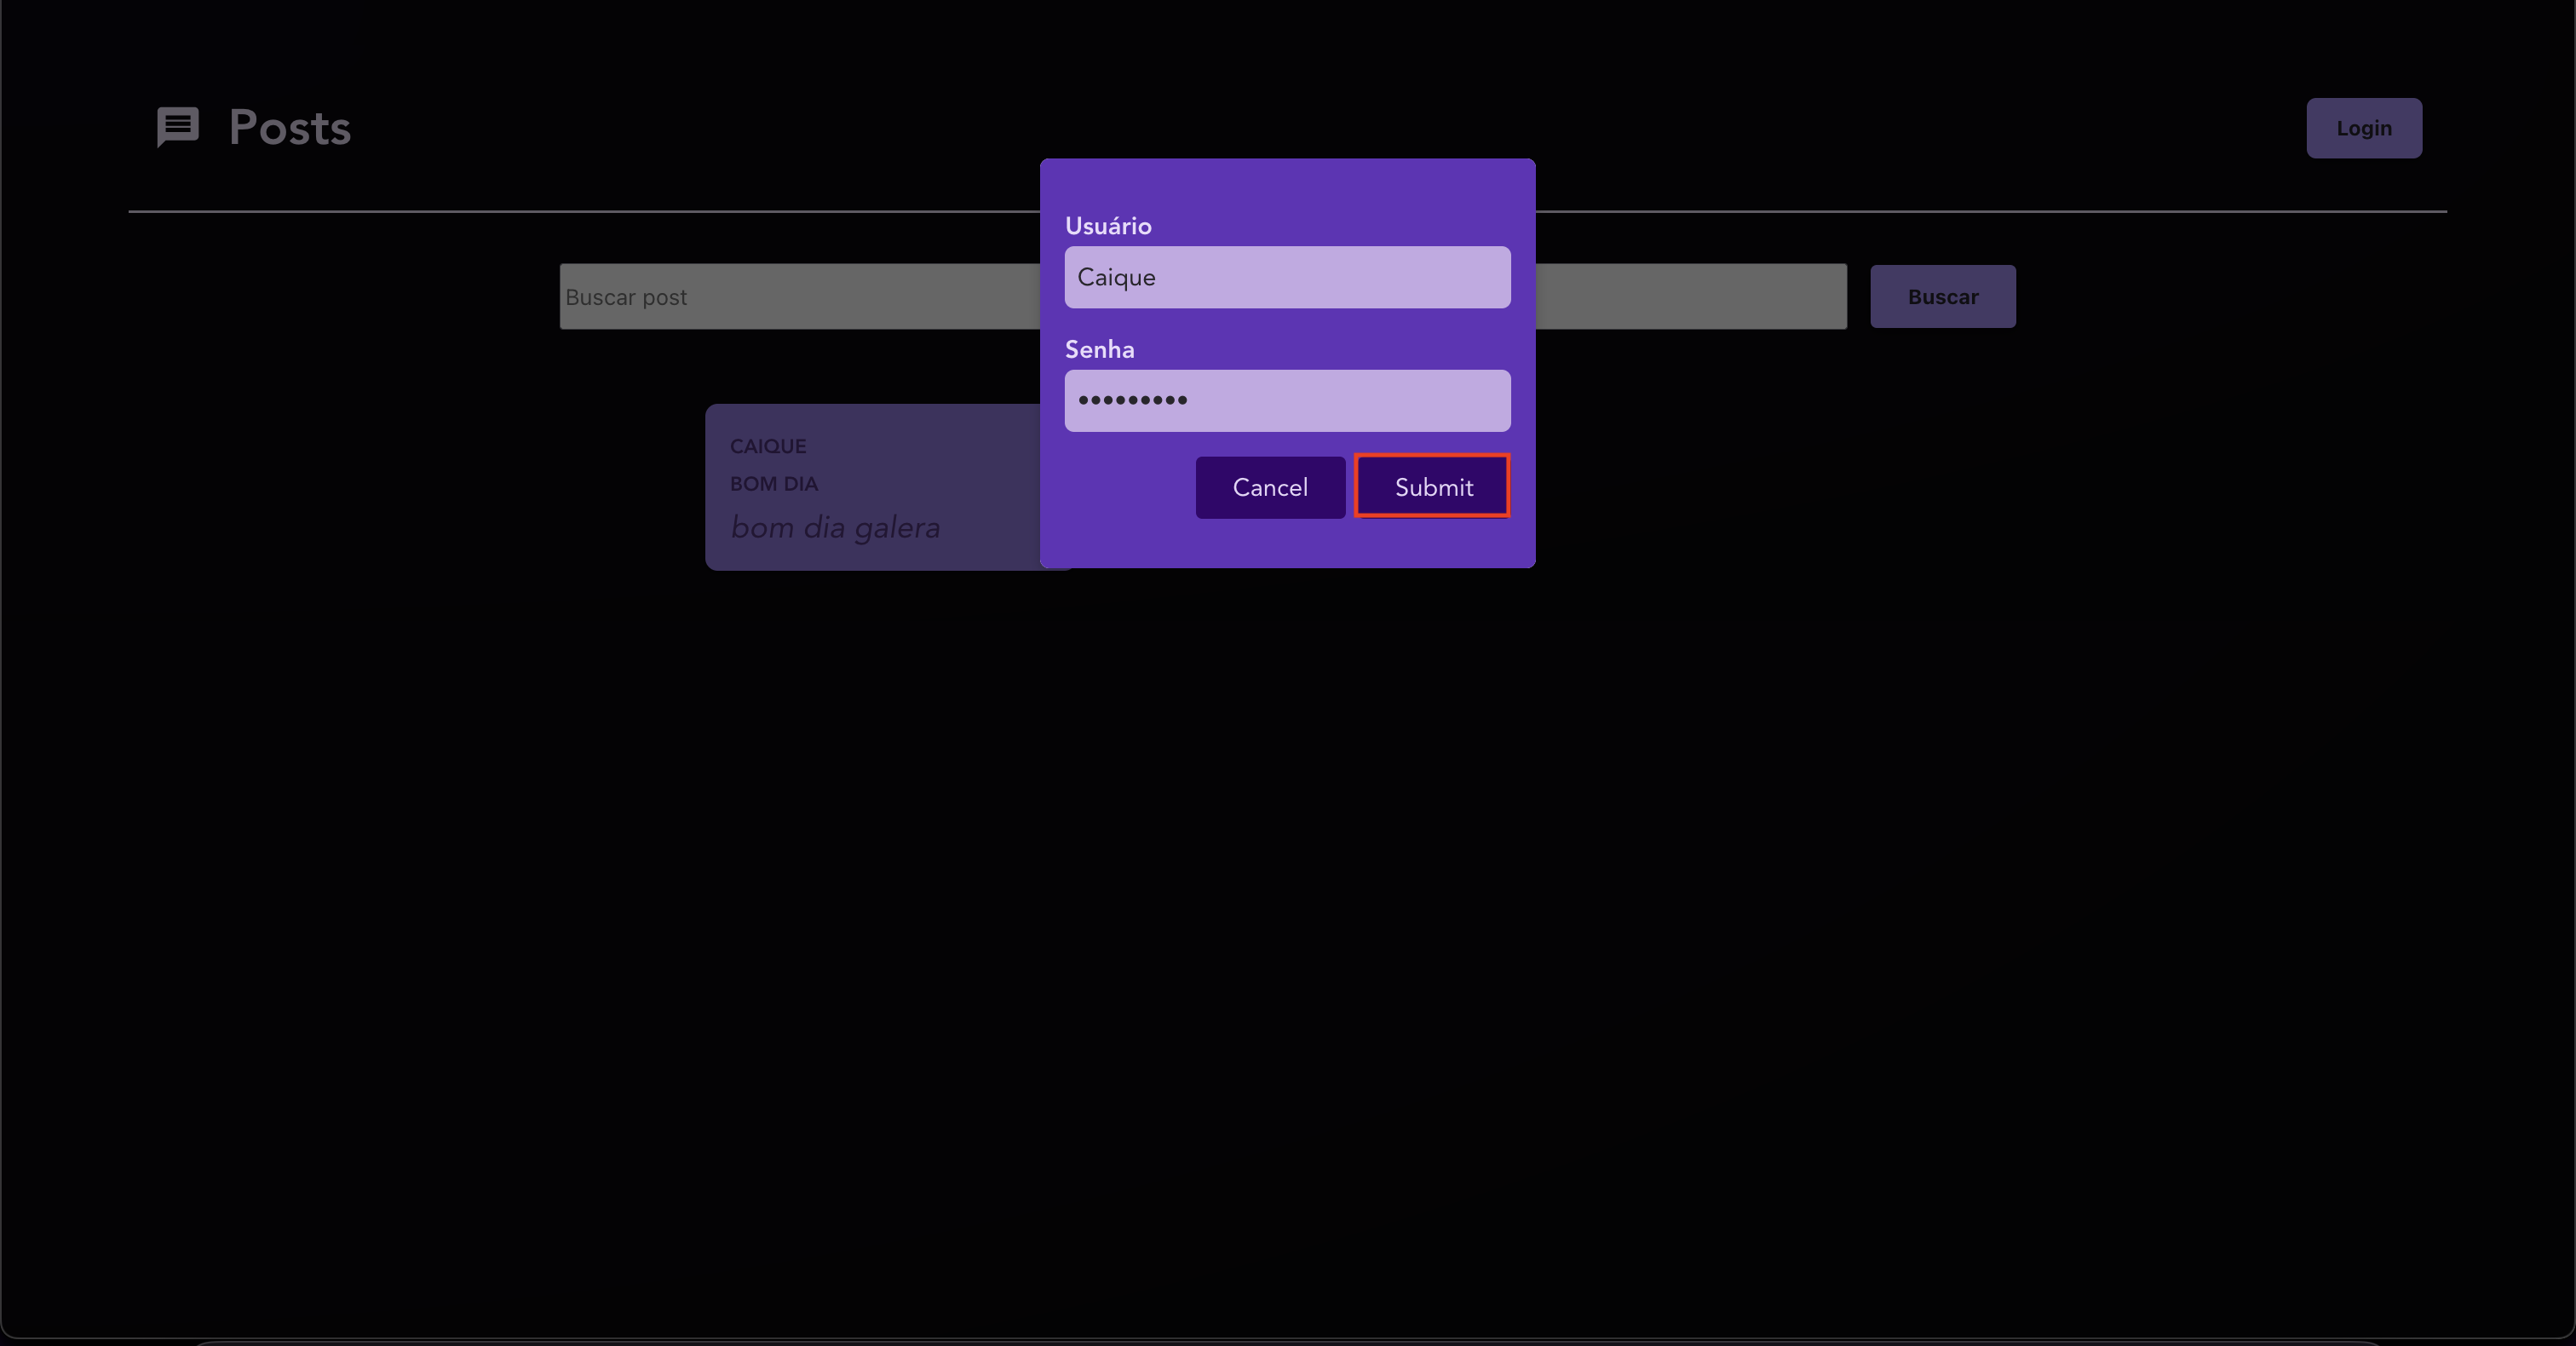 Posts
Login
Usuário
Caique
Buscar post
Buscar
Senha
•••••••••
CAIQUE
BOM DIA
bom dia galera
Cancel
Submit